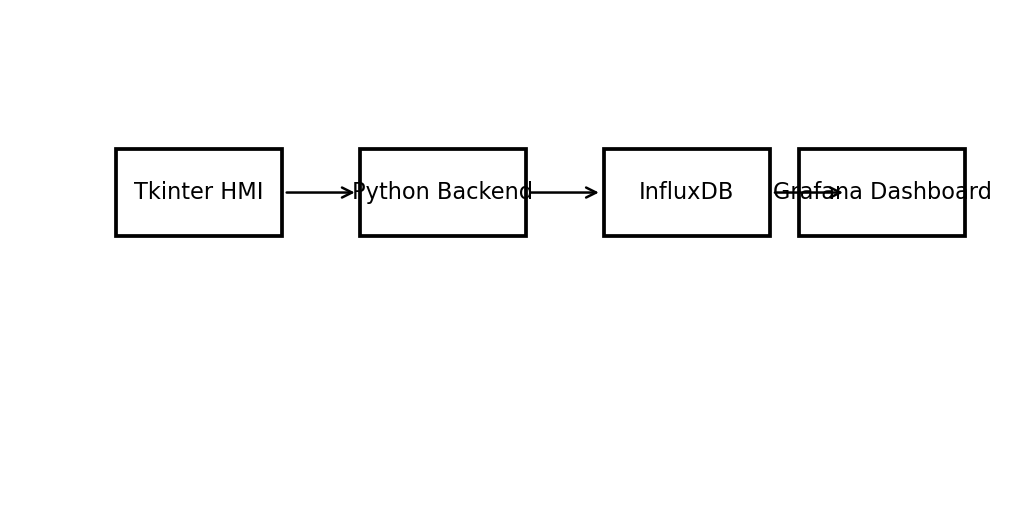 Tkinter HMI
Python Backend
InfluxDB
Grafana Dashboard